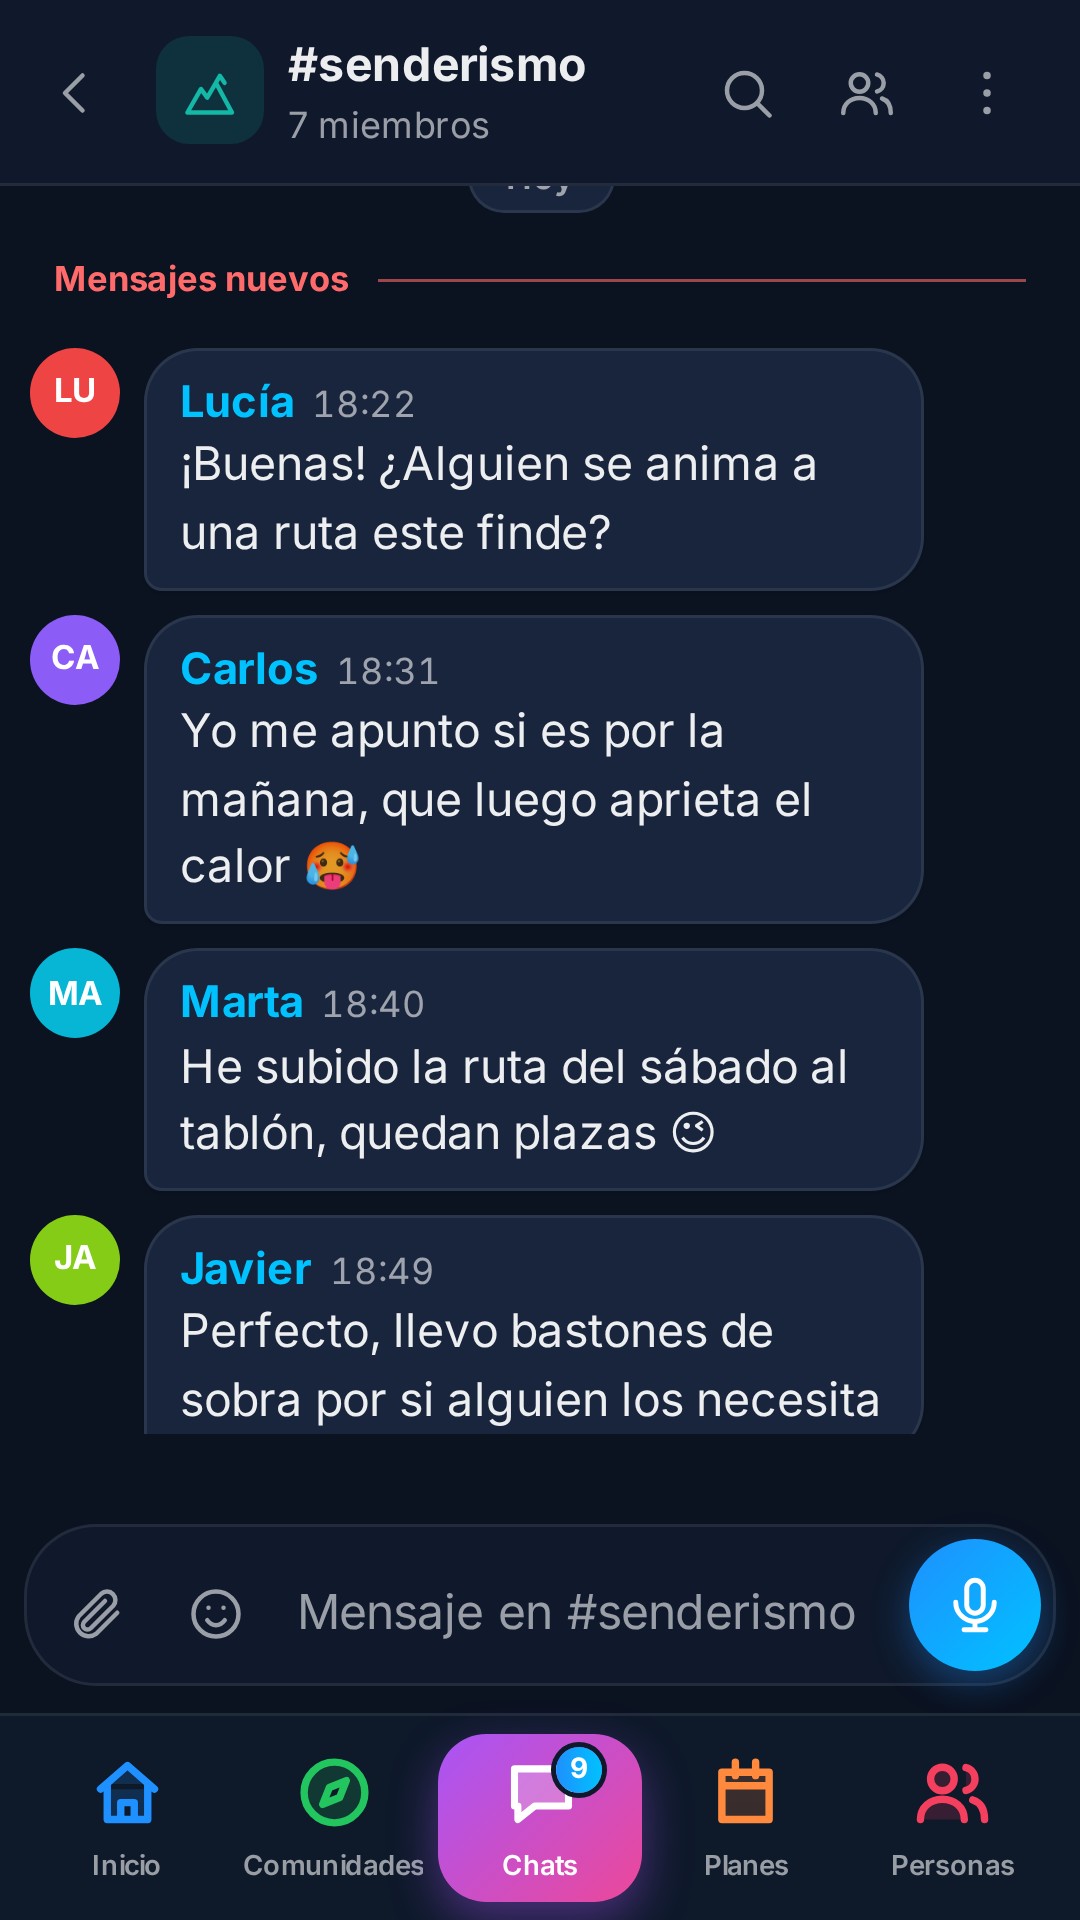 #senderismo
7 miembros
Mensajes nuevos
LU
Lucía 18:22
¡Buenas! ¿Alguien se anima a
una ruta este finde?
CA
Carlos 18:31
Yo me apunto si es por la
mañana, que luego aprieta el
calor 🥵
MA
Marta 18:40
He subido la ruta del sábado al
tablón, quedan plazas 😉
JA
Javier 18:49
Perfecto, llevo bastones de
sobra por si alguien los necesita
Mensaje en #senderismo
9
Inicio
Comunidades
Chats
Planes
Personas